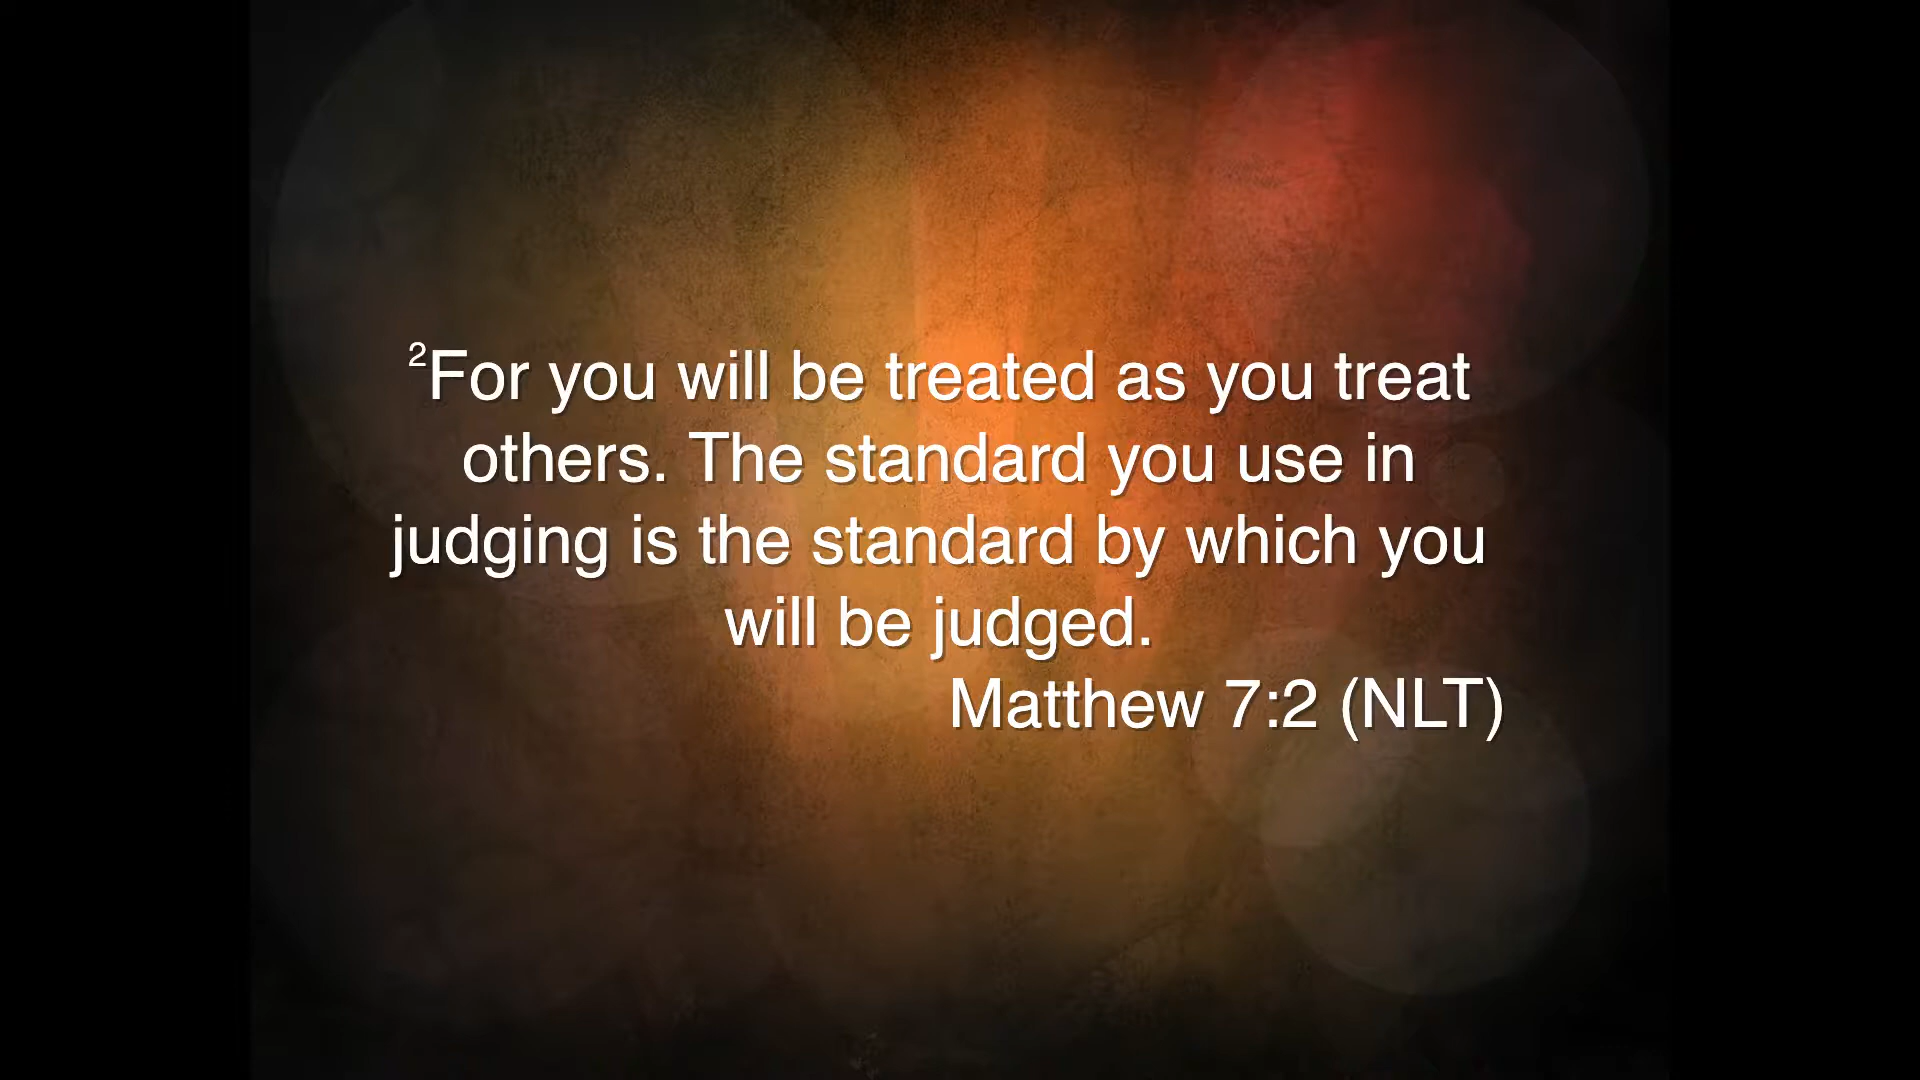 ²For you will be treated as you treat
others. The standard you use in
judging is the standard by which you
will be judged.
Matthew 7:2 (NLT)